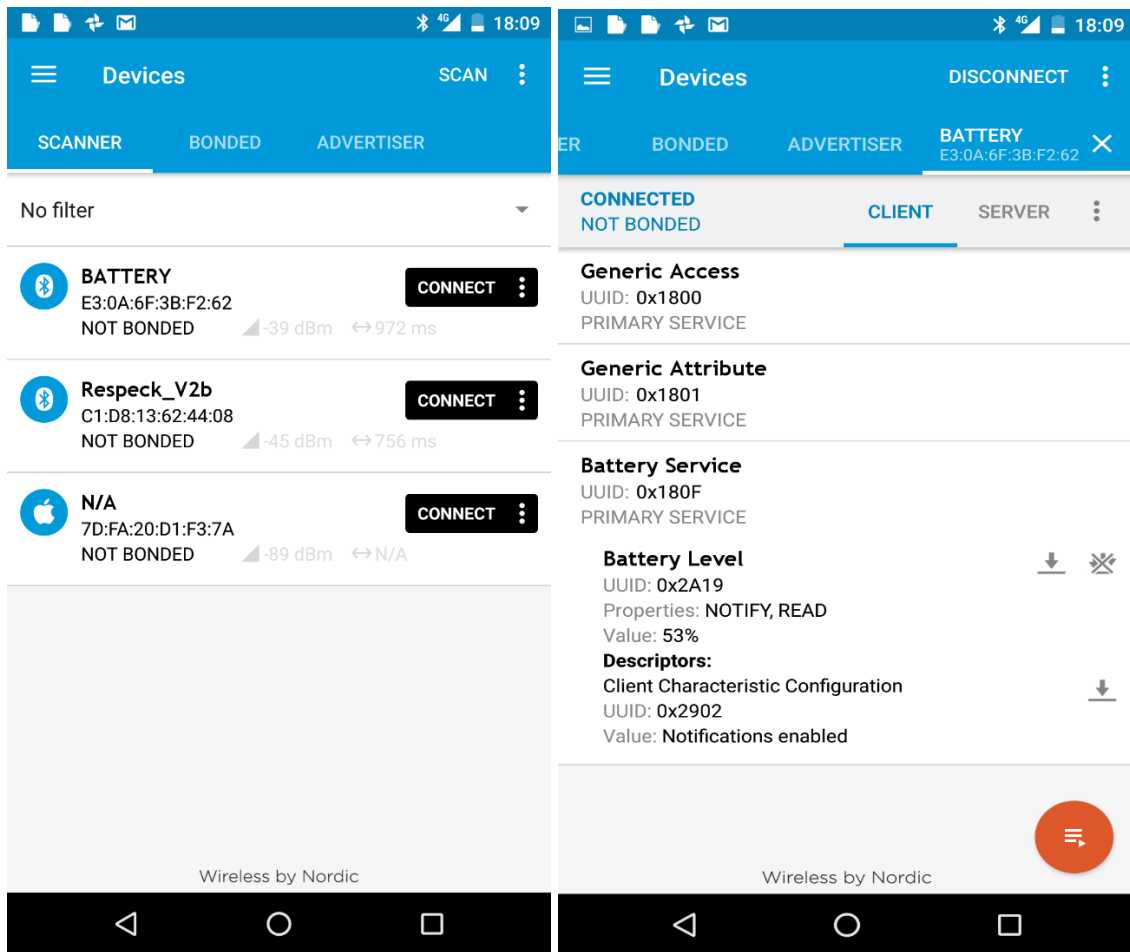 4G 18:09
Devices SCAN
SCANNER BONDED ADVERTISER
No filter
BATTERY
E3:0A:6F:3B:F2:62
CONNECT
NOT BONDED -39 dBm 972 ms
Respeck_V2b
C1:D8:13:62:44:08
CONNECT
NOT BONDED -45 dBm 756 ms
N/A
7D:FA:20:D1:F3:7A
CONNECT
NOT BONDED -89 dBm N/A
Wireless by Nordic
4G 18:09
Devices DISCONNECT
ER BONDED ADVERTISER BATTERY
E3:0A:6F:3B:F2:62
CONNECTED
NOT BONDED
CLIENT SERVER
Generic Access
UUID: 0x1800
PRIMARY SERVICE
Generic Attribute
UUID: 0x1801
PRIMARY SERVICE
Battery Service
UUID: 0x180F
PRIMARY SERVICE
Battery Level
UUID: 0x2A19
Properties: NOTIFY, READ
Value: 53%
Descriptors:
Client Characteristic Configuration
UUID: 0x2902
Value: Notifications enabled
Wireless by Nordic